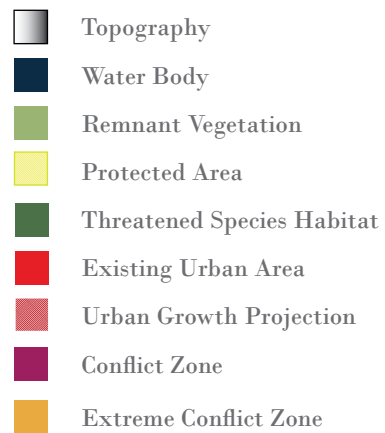 Topography
Water Body
Remnant Vegetation
Protected Area
Threatened Species Habitat
Existing Urban Area
Urban Growth Projection
Conflict Zone
Extreme Conflict Zone